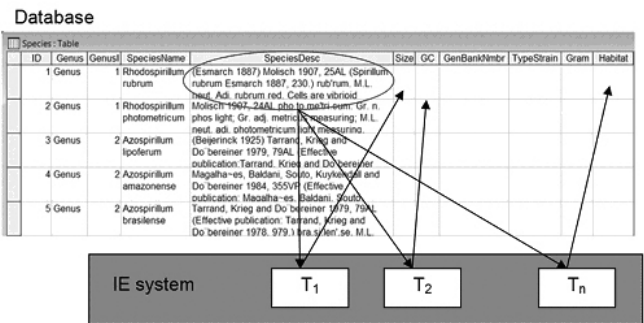 Database
Species : Table
ID Genus GenusI SpeciesName SpeciesDesc Size GC GenBankNmbr TypeStrain Gram Habitat
1 Genus 1 Rhodospirillum (Esmarch 1887) Molisch 1907, 25AL (Spirillum
rubrum rubrum Esmarch 1887, 230.) rub'rum. M.L.
neut. Adj. rubrum red. Cells are vibrioid
2 Genus 1 Rhodospirillum Molisch 1907, 24AL pho to me'tri cum. Gr. n.
photometricum phos light; Gr. adj. metricus measuring; M.L.
neut. adj. photometricum light measuring.
3 Genus 2 Azospirillum (Beijerinck 1925) Tarrand, Krieg and
lipoferum Do¨bereiner 1979, 79AL (Effective
publication:Tarrand, Krieg and Do¨bereiner
4 Genus 2 Azospirillum Magalha~es, Baldani, Souto, Kuykendall and
amazonense Do¨bereiner 1984, 355VP (Effective
publication: Magalha~es, Baldani, Souto
5 Genus 2 Azospirillum Tarrand, Krieg and Do¨bereiner 1979, 79AL
brasilense (Effective publication: Tarrand, Krieg and
Do¨bereiner 1978, 979.) bra.si.len'.se. M.L.
IE system T1 T2 Tn